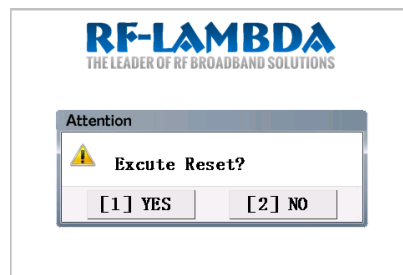 RF-LAMBDA
THE LEADER OF RF BROADBAND SOLUTIONS
Attention
Excute Reset?
[1] YES
[2] NO